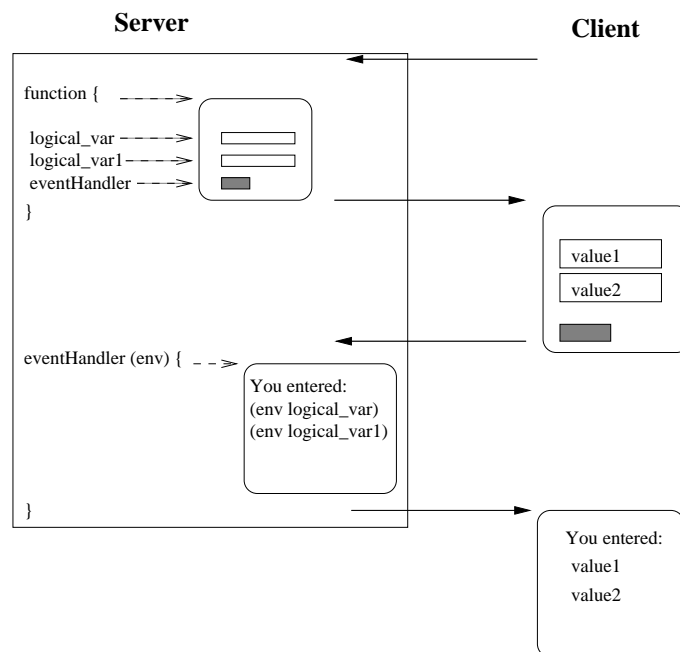 Server
Client
function {
logical_var
logical_var1
eventHandler
}
value1
value2
eventHandler (env) {
You entered:
(env logical_var)
(env logical_var1)
}
You entered:
value1
value2